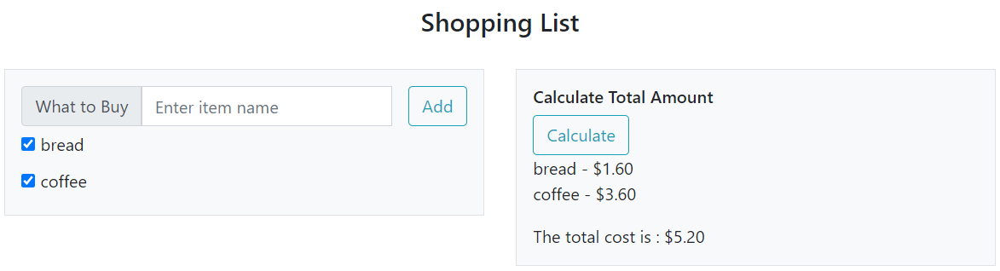 Shopping List
What to Buy Enter item name Add
bread
coffee
Calculate Total Amount
Calculate
bread - $1.60
coffee - $3.60
The total cost is : $5.20